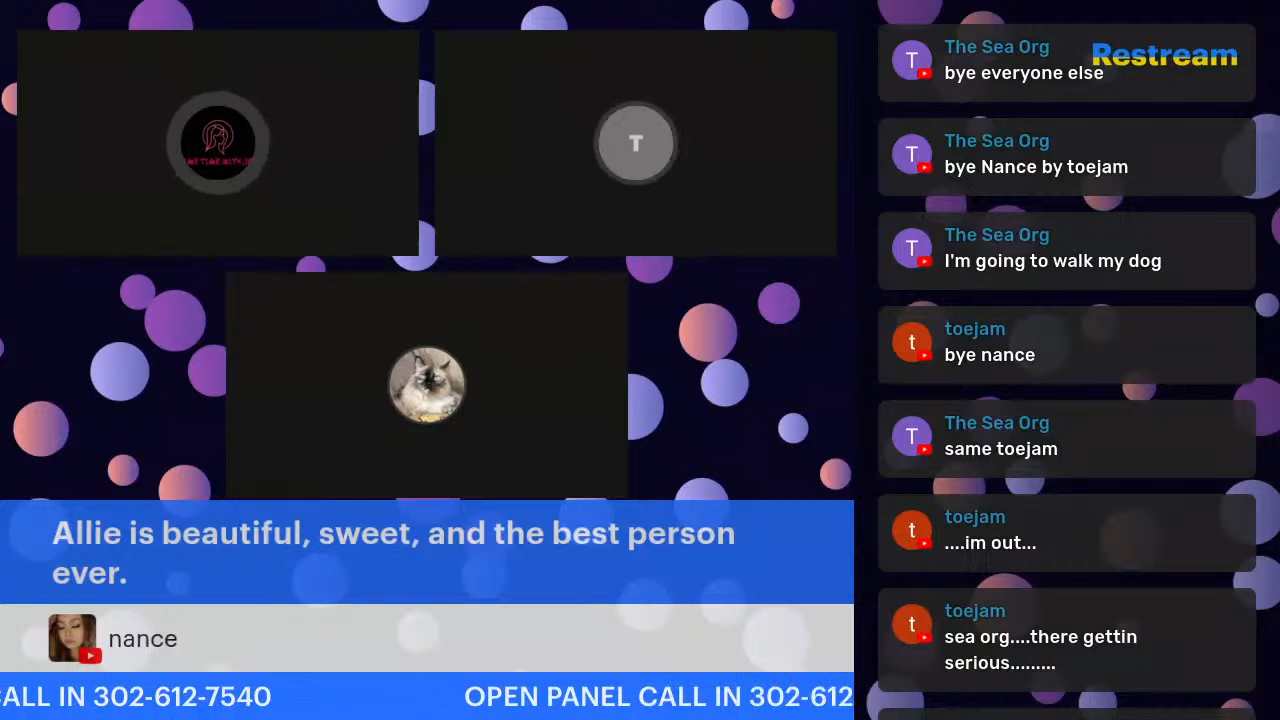 T
Allie is beautiful, sweet, and the best person
ever.
nance
CALL IN 302-612-7540
OPEN PANEL CALL IN 302-612
Restream
T
The Sea Org
bye everyone else
T
The Sea Org
bye Nance by toejam
T
The Sea Org
I'm going to walk my dog
t
toejam
bye nance
T
The Sea Org
same toejam
t
toejam
....im out...
t
toejam
sea org....there gettin
serious.........